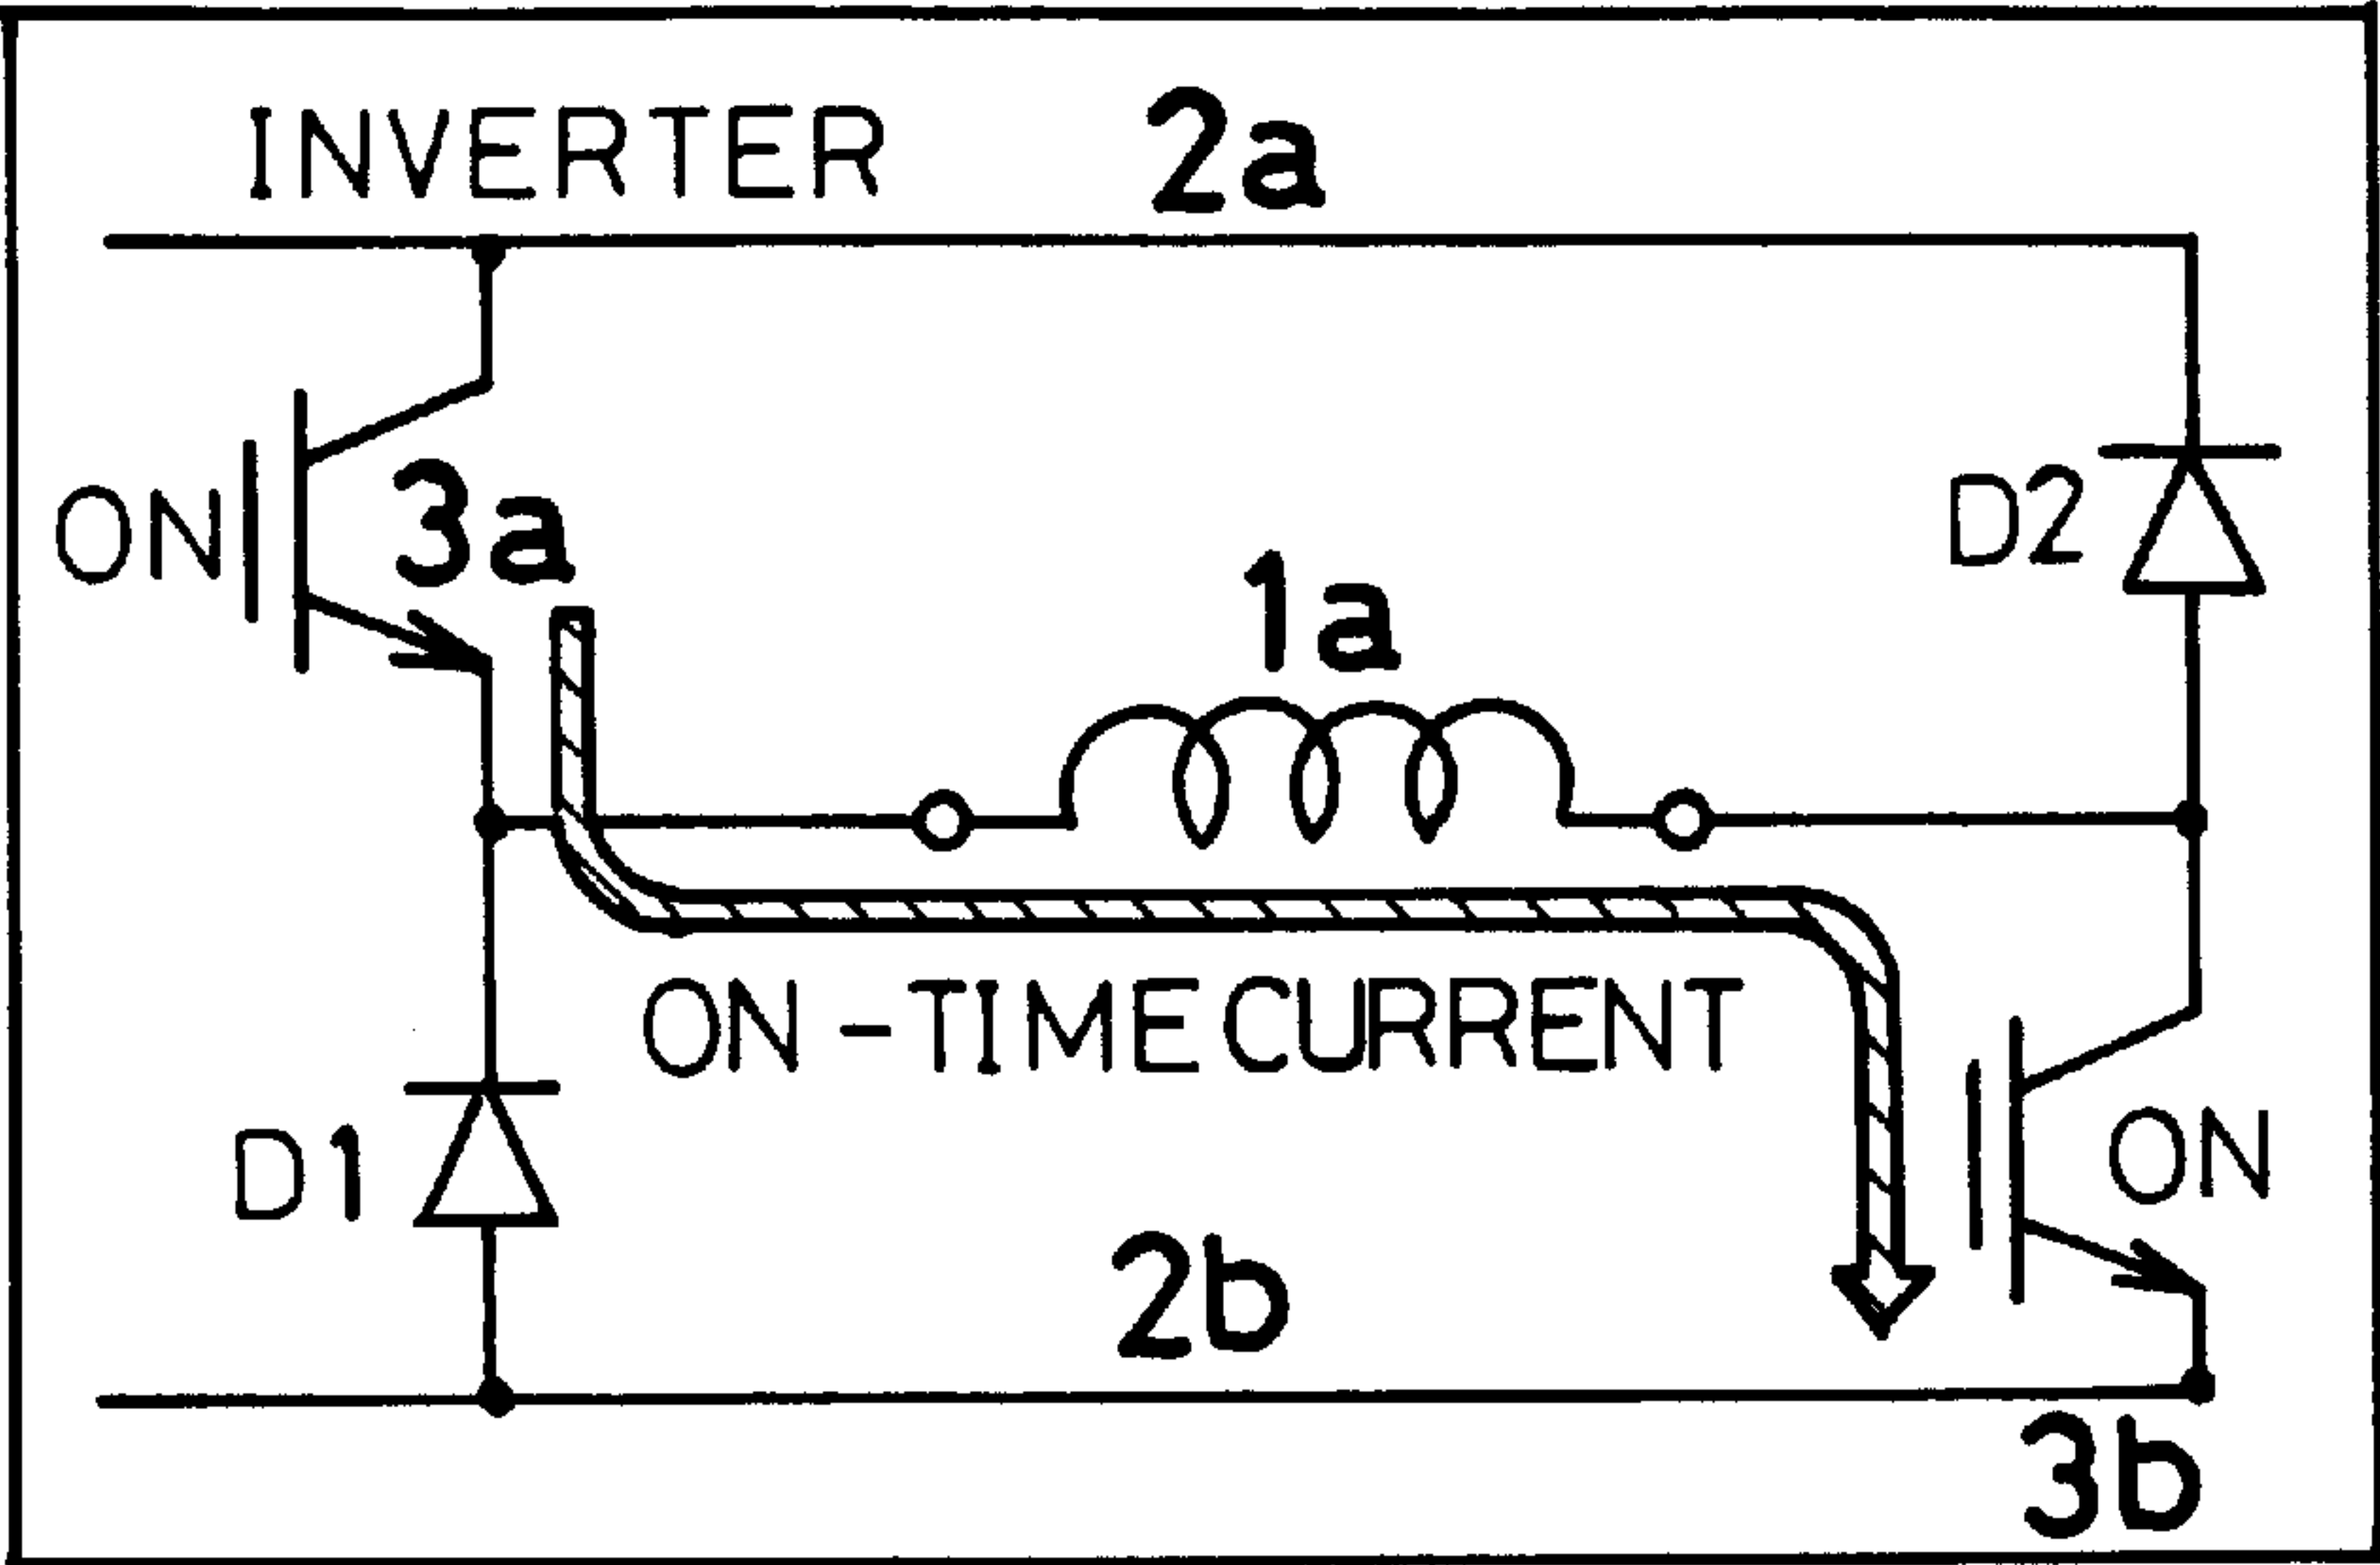 INVERTER 2a
ON 3a
D2
1a
ON-TIME CURRENT
D1
ON
2b
3b